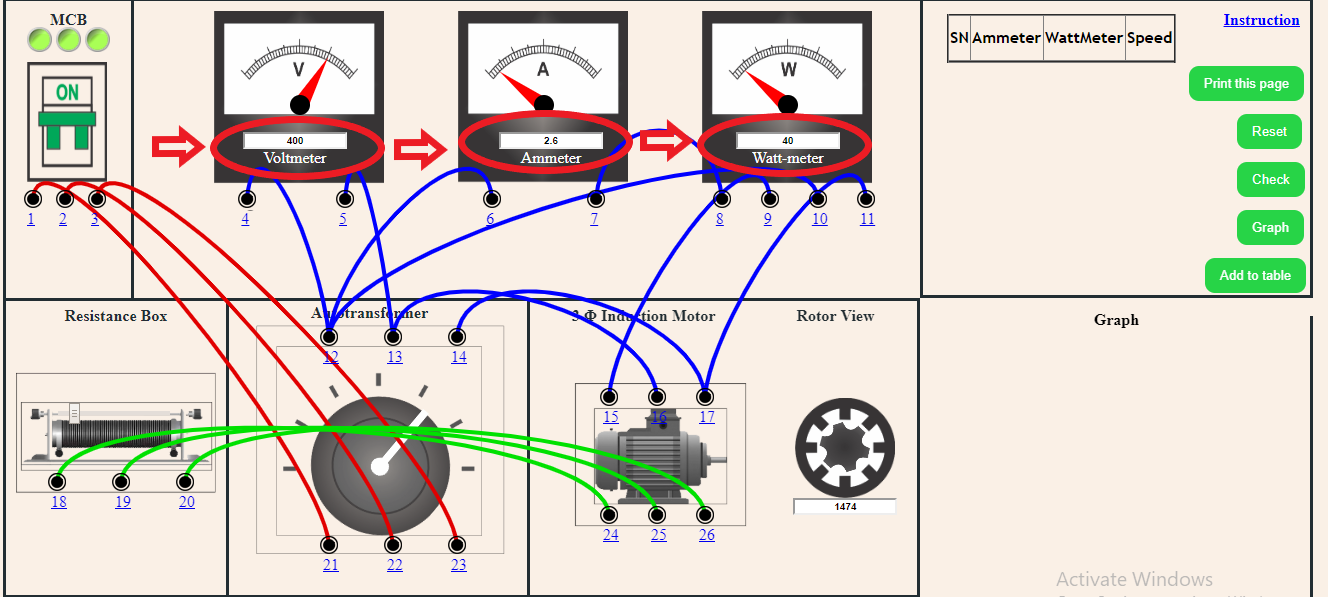 MCB
ON
1 2 3
V
400
Voltmeter
4 5
A
2.6
Ammeter
6 7
W
40
Watt-meter
8 9 10 11
SN Ammeter WattMeter Speed
Instruction
Print this page
Reset
Check
Graph
Add to table
Resistance Box
18 19 20
Autotransformer
12 13 14
21 22 23
3 Φ Induction Motor
15 16 17
24 25 26
Rotor View
1474
Graph
Activate Windows